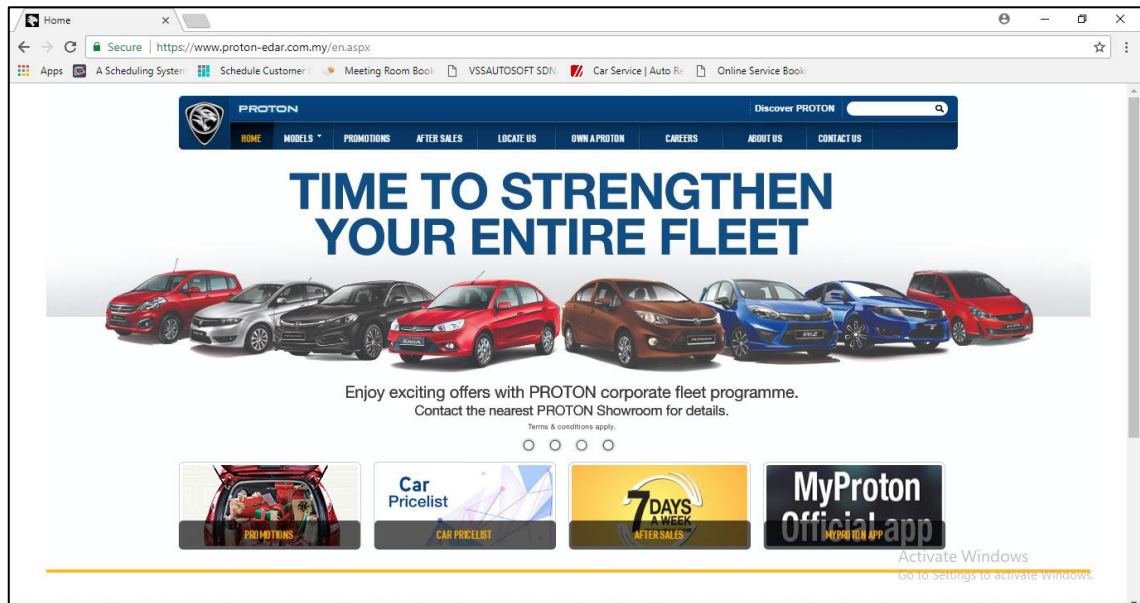 Home
Secure | https://www.proton-edar.com.my/en.aspx
Apps A Scheduling System Schedule Customer Meeting Room Book VSSAUTOSOFT SDN. Car Service | Auto Re Online Service Book
PROTON Discover PROTON
HOME MODELS PROMOTIONS AFTER SALES LOCATE US OWN A PROTON CAREERS ABOUT US CONTACT US
TIME TO STRENGTHEN
YOUR ENTIRE FLEET
SAGA PERSONA IRIZ
Enjoy exciting offers with PROTON corporate fleet programme.
Contact the nearest PROTON Showroom for details.
Terms & conditions apply.
Car
Pricelist
7 DAYS
A WEEK
MyProton
Official app
PROMOTIONS CAR PRICELIST AFTER SALES MYPROTON APP
Activate Windows
Go to Settings to activate Windows.